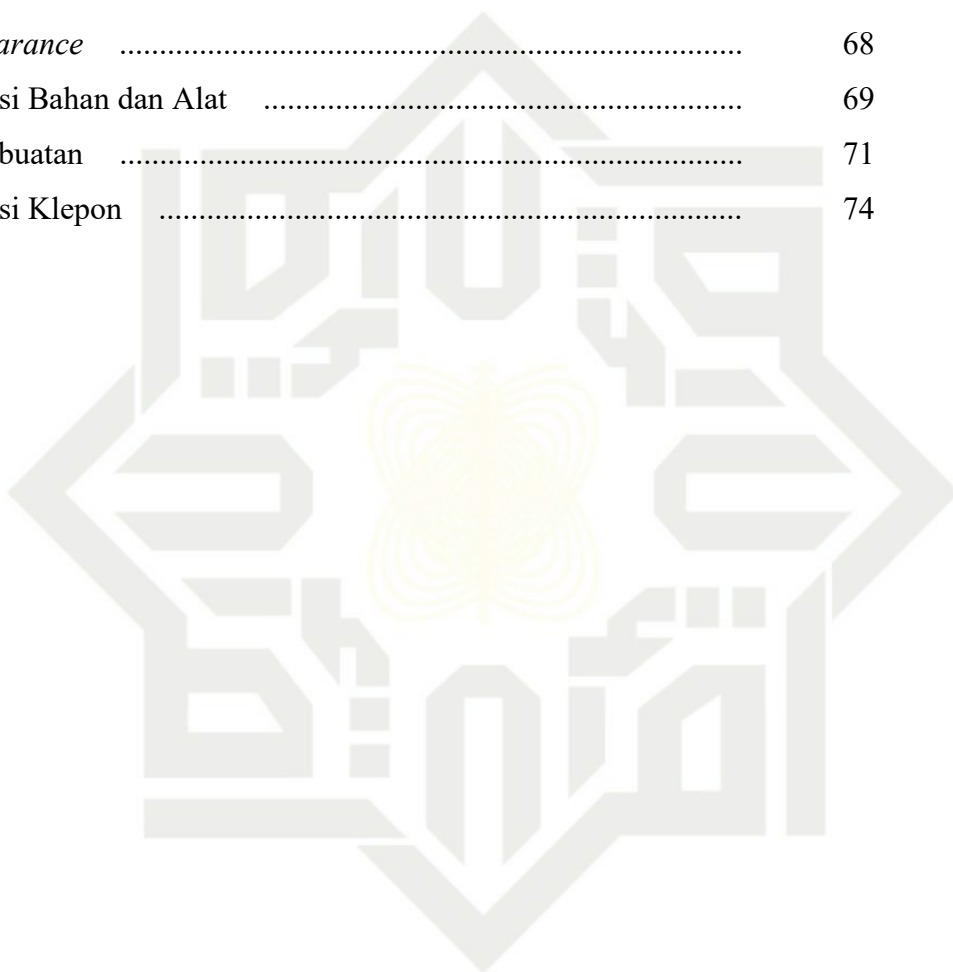 arance ........................................................................ 68
si Bahan dan Alat ........................................................ 69
buatan ........................................................................ 71
si Klepon .................................................................... 74